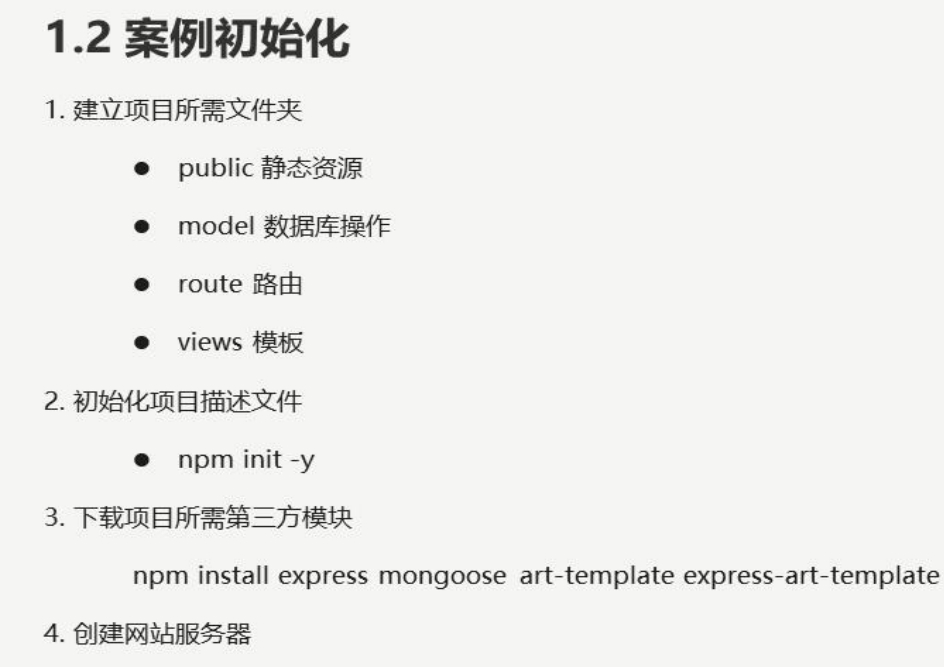 1.2 案例初始化
1. 建立项目所需文件夹
● public 静态资源
● model 数据库操作
● route 路由
● views 模板
2. 初始化项目描述文件
● npm init -y
3. 下载项目所需第三方模块
npm install express mongoose art-template express-art-template
4. 创建网站服务器